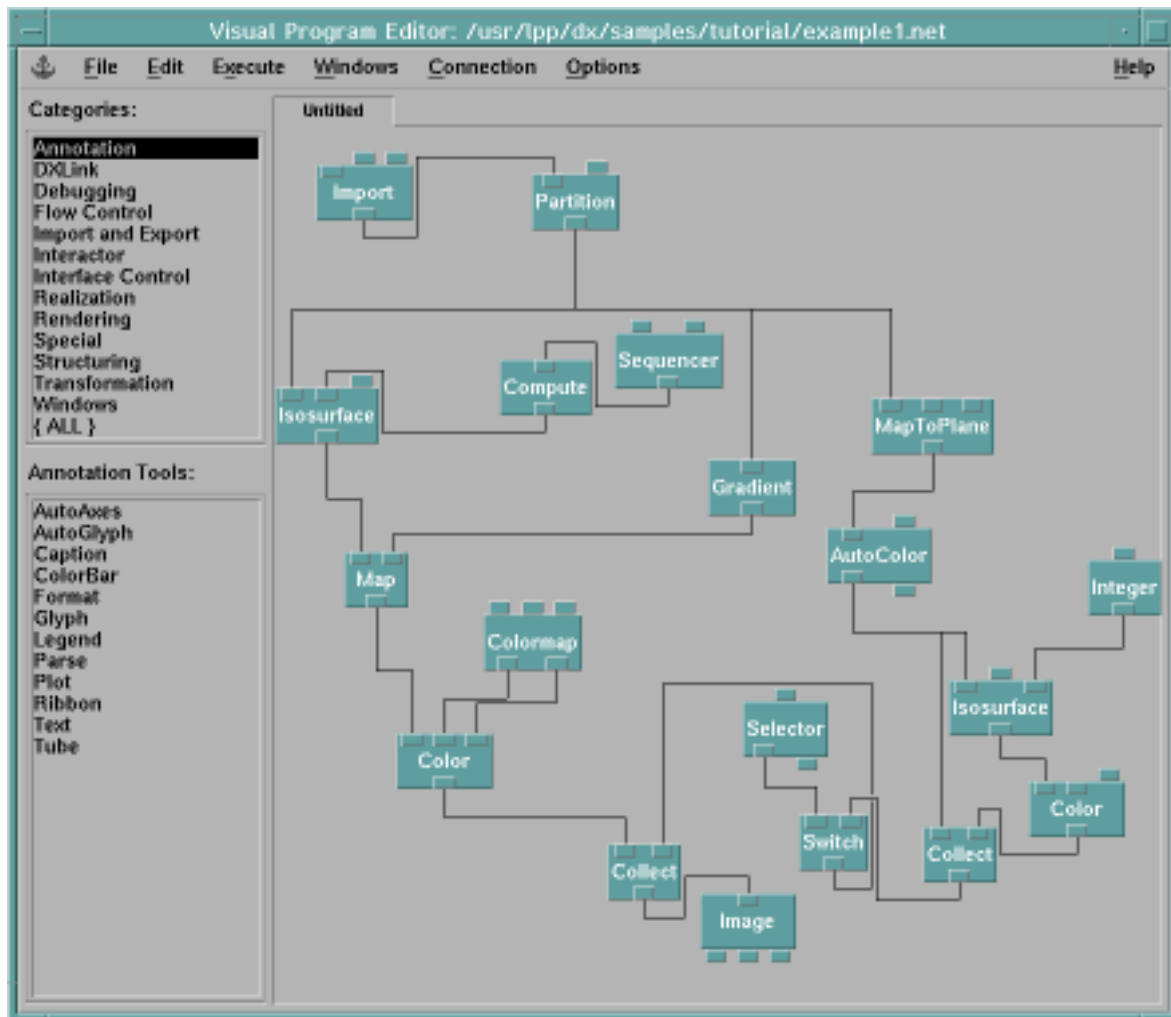 Visual Program Editor: /usr/lpp/dx/samples/tutorial/example1.net
File Edit Execute Windows Connection Options Help
Categories:
Annotation
DXLink
Debugging
Flow Control
Import and Export
Interactor
Interface Control
Realization
Rendering
Special
Structuring
Transformation
Windows
{ ALL }
Annotation Tools:
AutoAxes
AutoGlyph
Caption
ColorBar
Format
Glyph
Legend
Parse
Plot
Ribbon
Text
Tube
Untitled
Import
Partition
Sequencer
Compute
Isosurface
MapToPlane
Gradient
AutoColor
Map
Integer
Colormap
Isosurface
Selector
Color
Color
Switch
Collect
Collect
Image